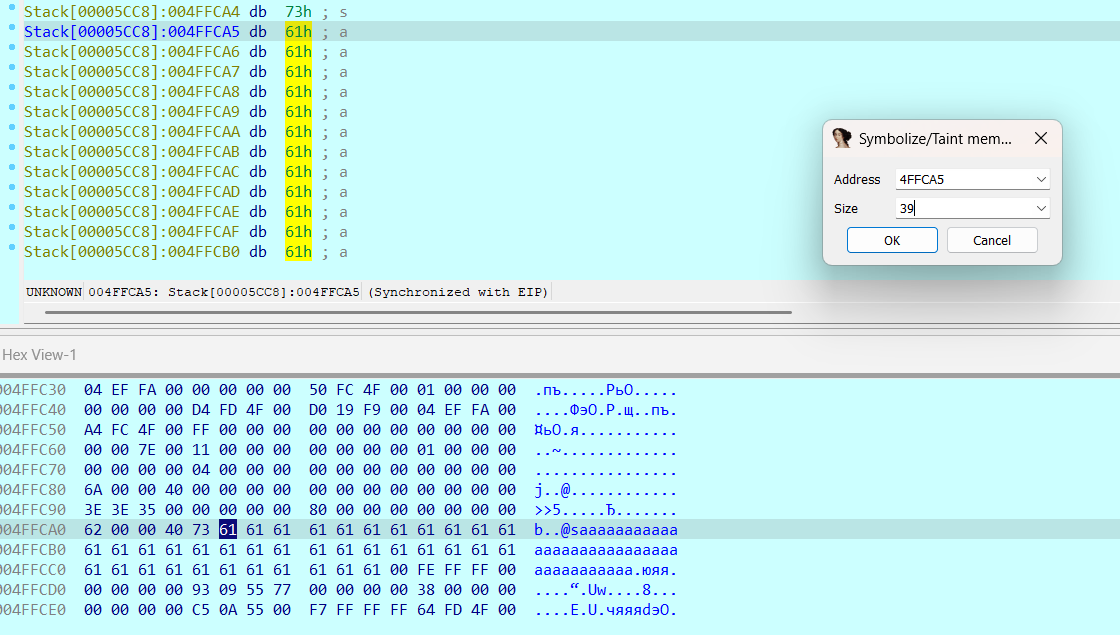 Stack[00005CC8]:004FFCA4 db 73h ; s
Stack[00005CC8]:004FFCA5 db 61h ; a
Stack[00005CC8]:004FFCA6 db 61h ; a
Stack[00005CC8]:004FFCA7 db 61h ; a
Stack[00005CC8]:004FFCA8 db 61h ; a
Stack[00005CC8]:004FFCA9 db 61h ; a
Stack[00005CC8]:004FFCAA db 61h ; a
Stack[00005CC8]:004FFCAB db 61h ; a
Stack[00005CC8]:004FFCAC db 61h ; a
Stack[00005CC8]:004FFCAD db 61h ; a
Stack[00005CC8]:004FFCAE db 61h ; a
Stack[00005CC8]:004FFCAF db 61h ; a
Stack[00005CC8]:004FFCB0 db 61h ; a
Symbolize/Taint mem...
Address 4FFCA5
Size 39
OK Cancel
UNKNOWN 004FFCA5: Stack[00005CC8]:004FFCA5 (Synchronized with EIP)
Hex View-1
004FFC30 04 EF FA 00 00 00 00 00 50 FC 4F 00 01 00 00 00 .пъ.....PьO.....
004FFC40 00 00 00 00 D4 FD 4F 00 D0 19 F9 00 04 EF FA 00 ....ФэO.Р.щ..пъ.
004FFC50 A4 FC 4F 00 FF 00 00 00 00 00 00 00 00 00 00 00 ¤ьO.я...........
004FFC60 00 00 7E 00 11 00 00 00 00 00 00 00 01 00 00 00 ..~.............
004FFC70 00 00 00 00 04 00 00 00 00 00 00 00 00 00 00 00 ................
004FFC80 6A 00 00 40 00 00 00 00 00 00 00 00 00 00 00 00 j..@............
004FFC90 3E 3E 35 00 00 00 00 00 80 00 00 00 00 00 00 00 >>5.....Ђ.......
004FFCA0 62 00 00 40 73 61 61 61 61 61 61 61 61 61 61 61 b..@saaaaaaaaaaa
004FFCB0 61 61 61 61 61 61 61 61 61 61 61 61 61 61 61 61 aaaaaaaaaaaaaaaa
004FFCC0 61 61 61 61 61 61 61 61 61 61 61 00 FE FF FF 00 aaaaaaaaaaa.юяя.
004FFCD0 00 00 00 00 93 09 55 77 00 00 00 00 38 00 00 00 ....“.Uw....8...
004FFCE0 00 00 00 00 C5 0A 55 00 F7 FF FF FF 64 FD 4F 00 ....Е.U.чяяяdэO.